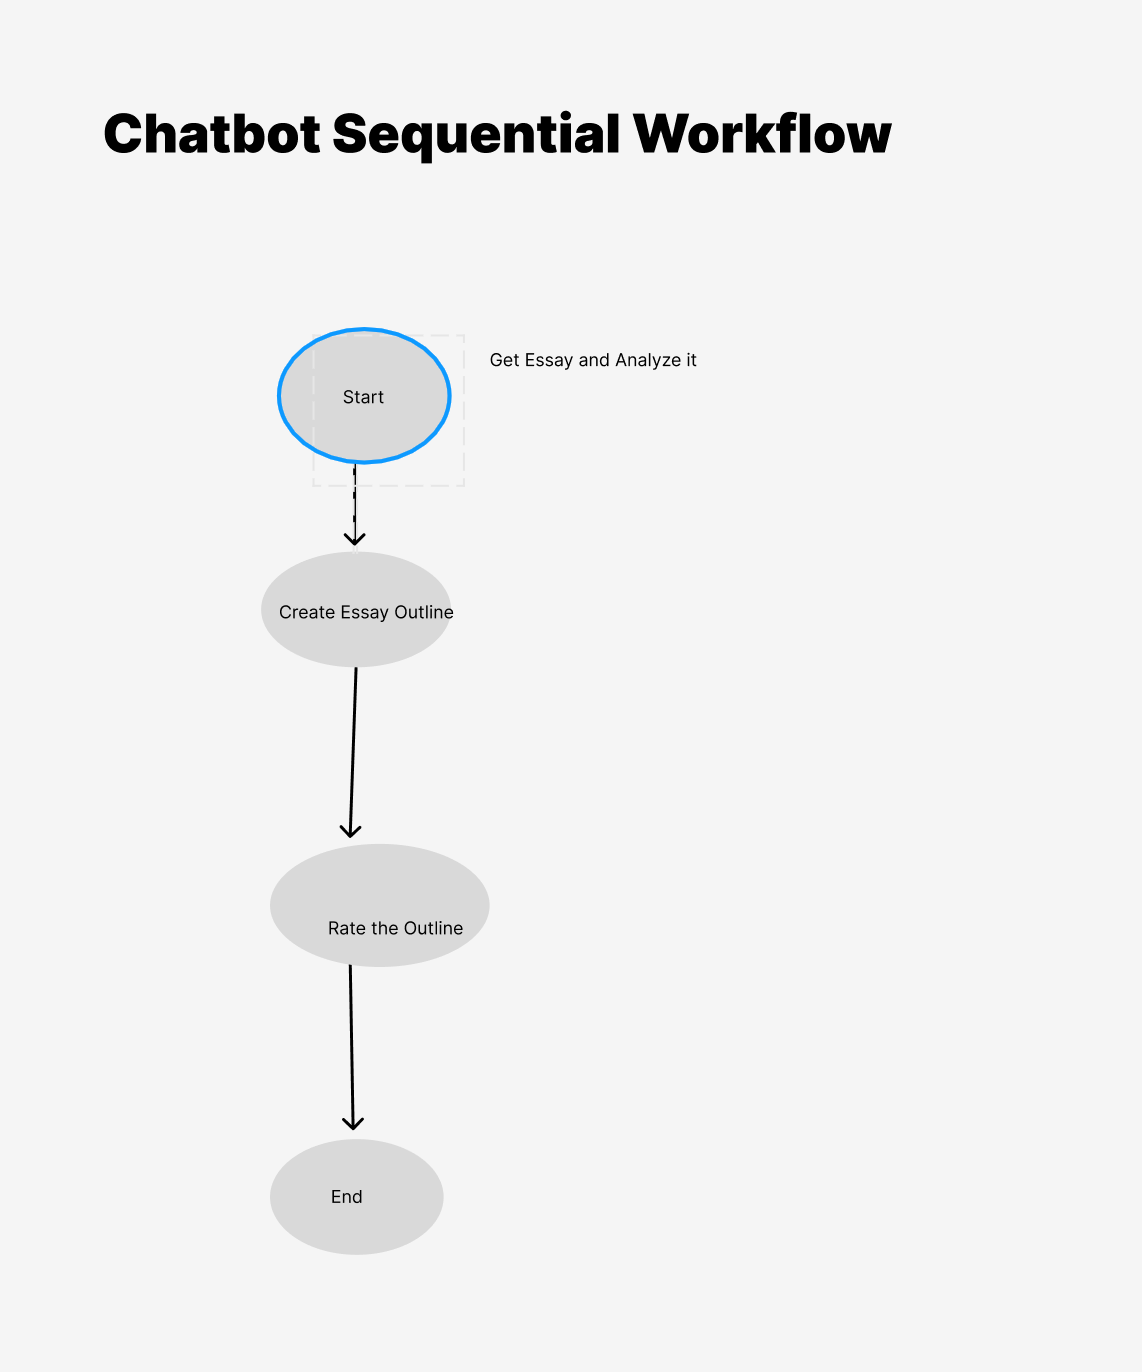 Chatbot Sequential Workflow
Get Essay and Analyze it
Start
Create Essay Outline
Rate the Outline
End